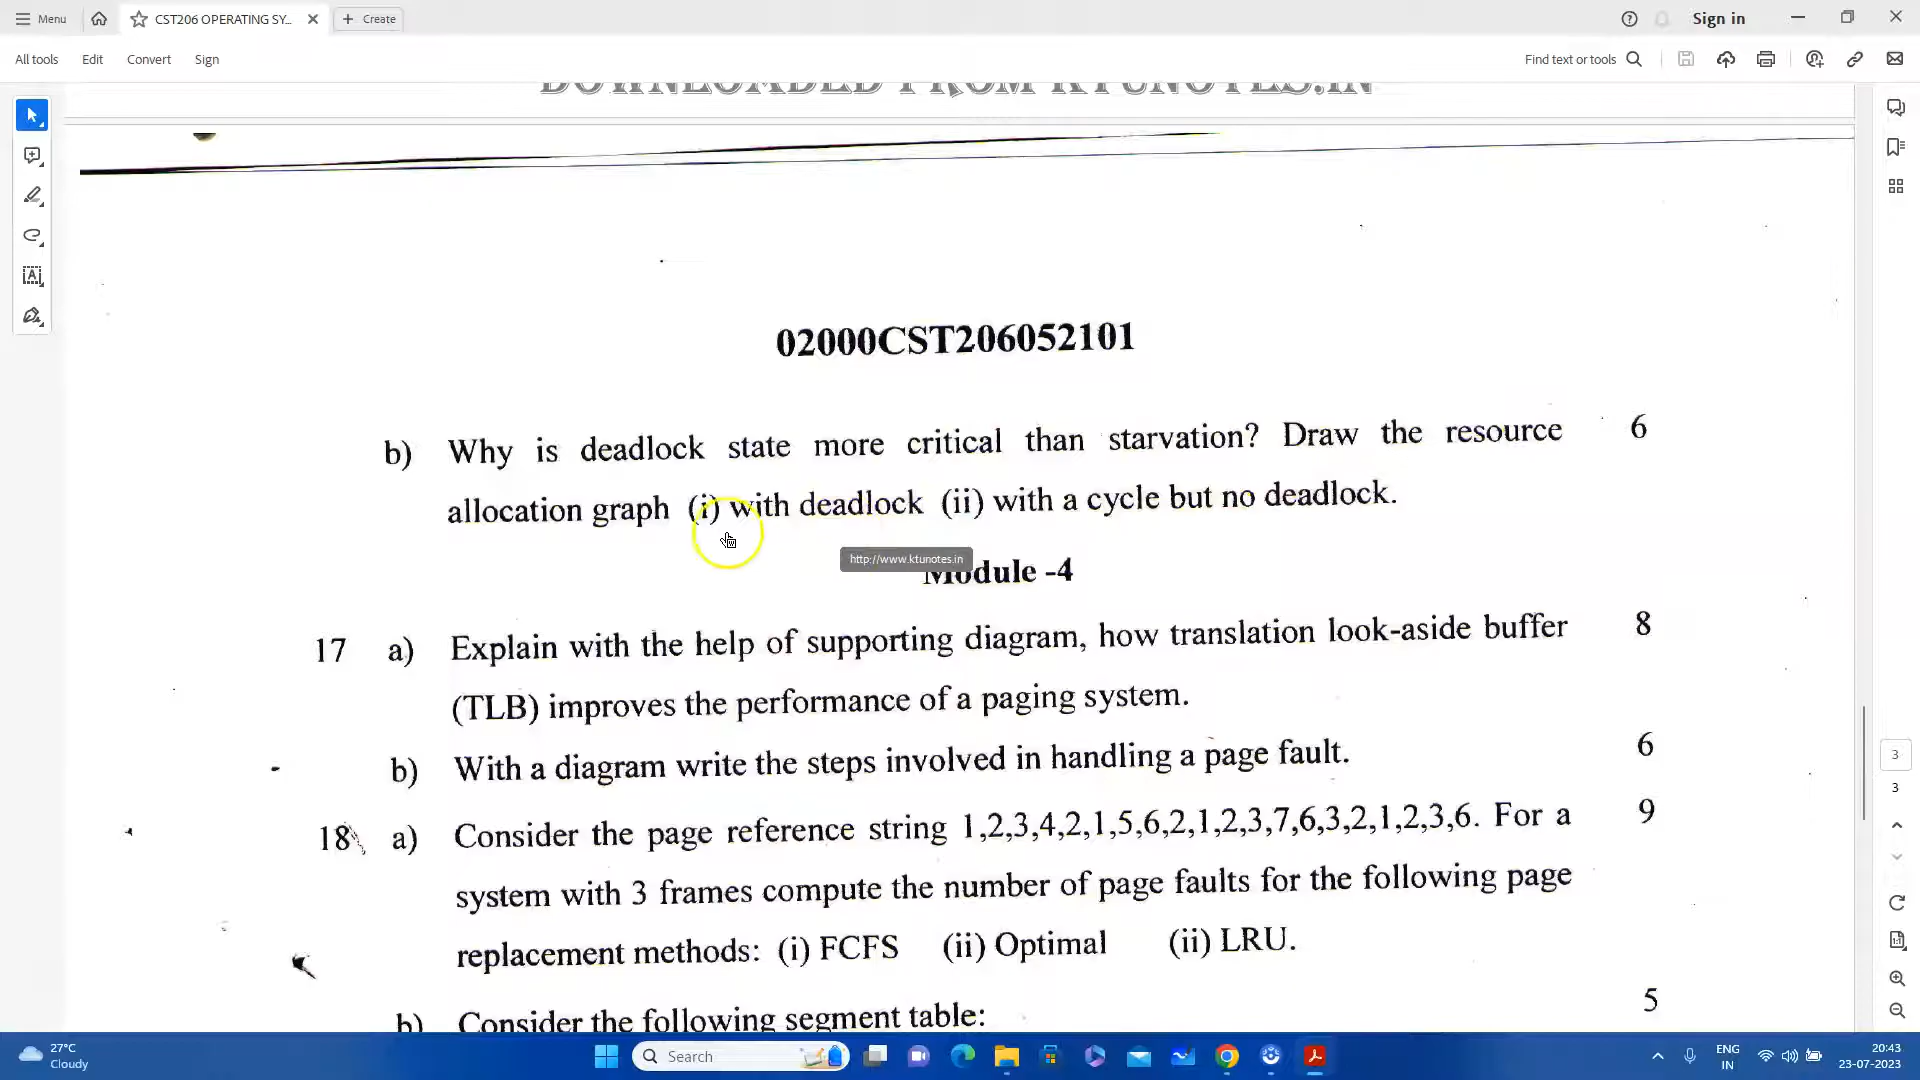 Menu
CST206 OPERATING SY...
Create
Sign in
All tools
Edit
Convert
Sign
Find text or tools
DOWNLOADED FROM KTUNOTES.IN
02000CST206052101
b) Why is deadlock state more critical than starvation? Draw the resource 6
allocation graph (i) with deadlock (ii) with a cycle but no deadlock.
http://www.ktunotes.in
Module -4
17 a) Explain with the help of supporting diagram, how translation look-aside buffer 8
(TLB) improves the performance of a paging system.
b) With a diagram write the steps involved in handling a page fault. 6
18 a) Consider the page reference string 1,2,3,4,2,1,5,6,2,1,2,3,7,6,3,2,1,2,3,6. For a 9
system with 3 frames compute the number of page faults for the following page
replacement methods: (i) FCFS (ii) Optimal (ii) LRU.
b) Consider the following segment table: 5
3
3
27°C
Cloudy
Search
ENG
IN
20:43
23-07-2023